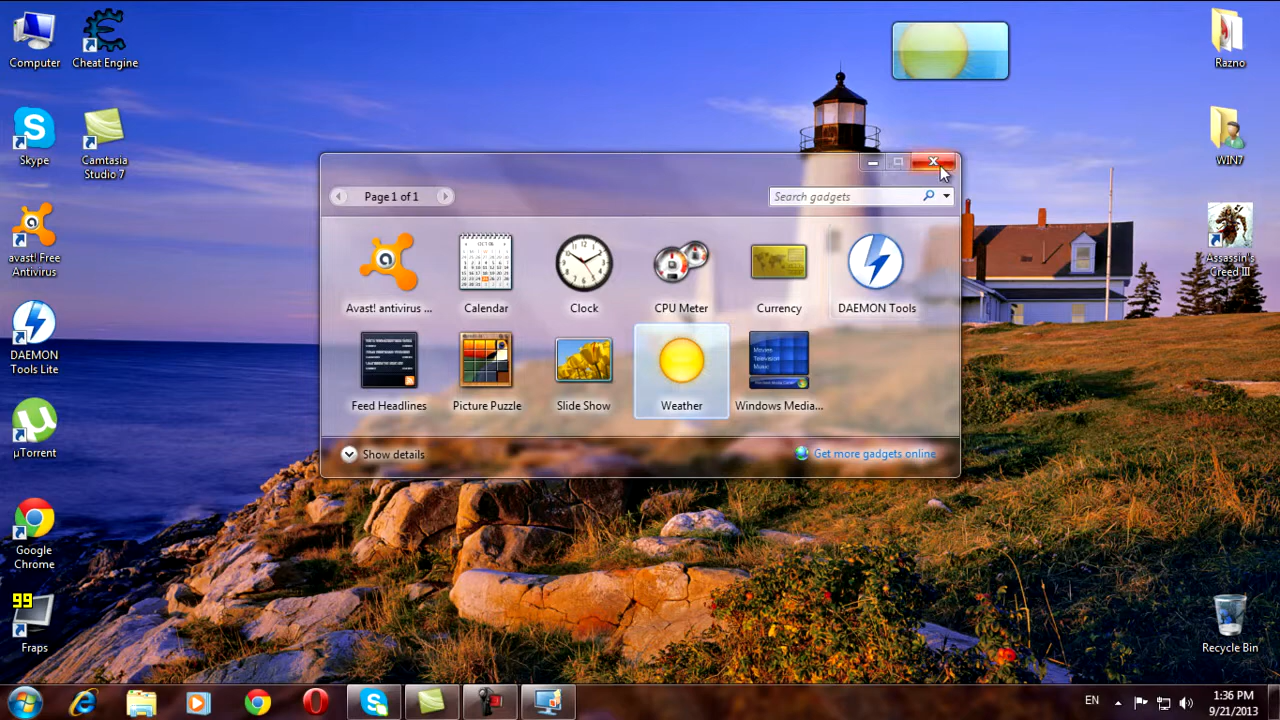 Computer
Cheat Engine
Skype
Camtasia
Studio 7
avast! Free
Antivirus
DAEMON
Tools Lite
µTorrent
Google
Chrome
99
Fraps
Page 1 of 1
Search gadgets
Avast! antivirus ...
Calendar
Clock
CPU Meter
Currency
DAEMON Tools
Feed Headlines
Picture Puzzle
Slide Show
Weather
Windows Media...
Show details
Get more gadgets online
Razno
WIN7
Assassin's
Creed III
Recycle Bin
EN
1:36 PM
9/21/2013